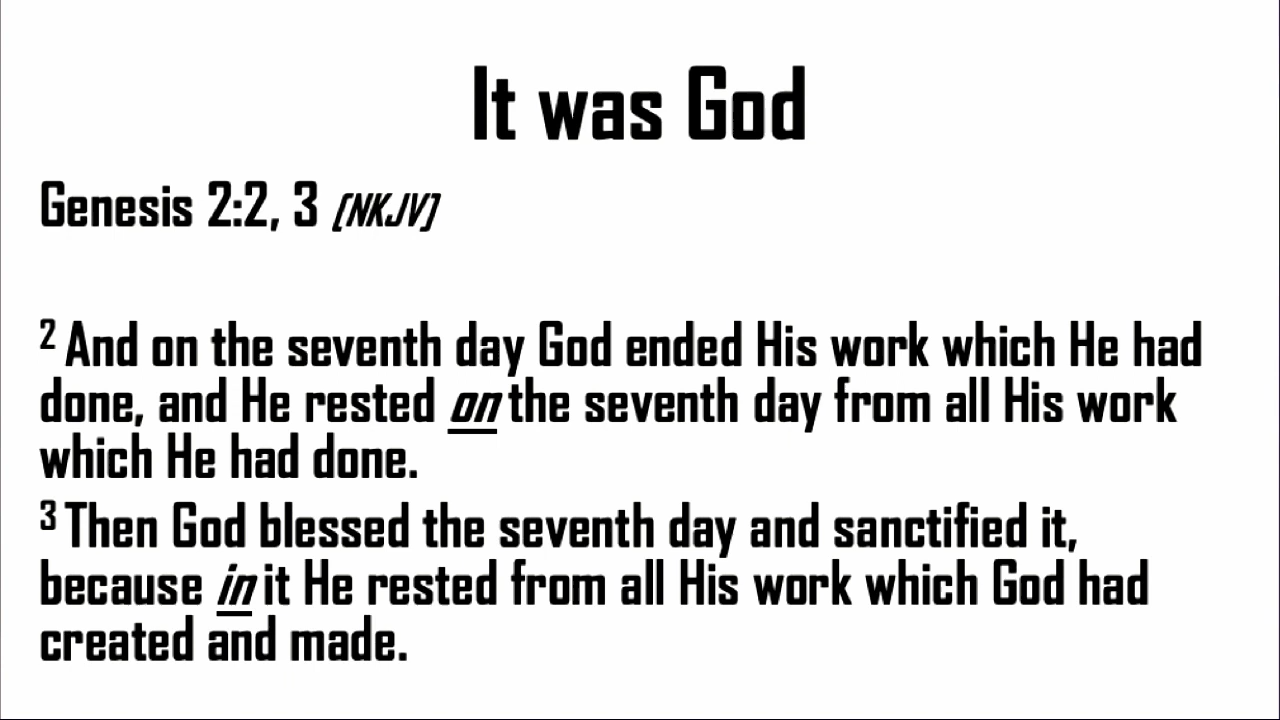 It was God
Genesis 2:2, 3 (NKJV)
2 And on the seventh day God ended His work which He had
done, and He rested on the seventh day from all His work
which He had done.
3 Then God blessed the seventh day and sanctified it,
because in it He rested from all His work which God had
created and made.